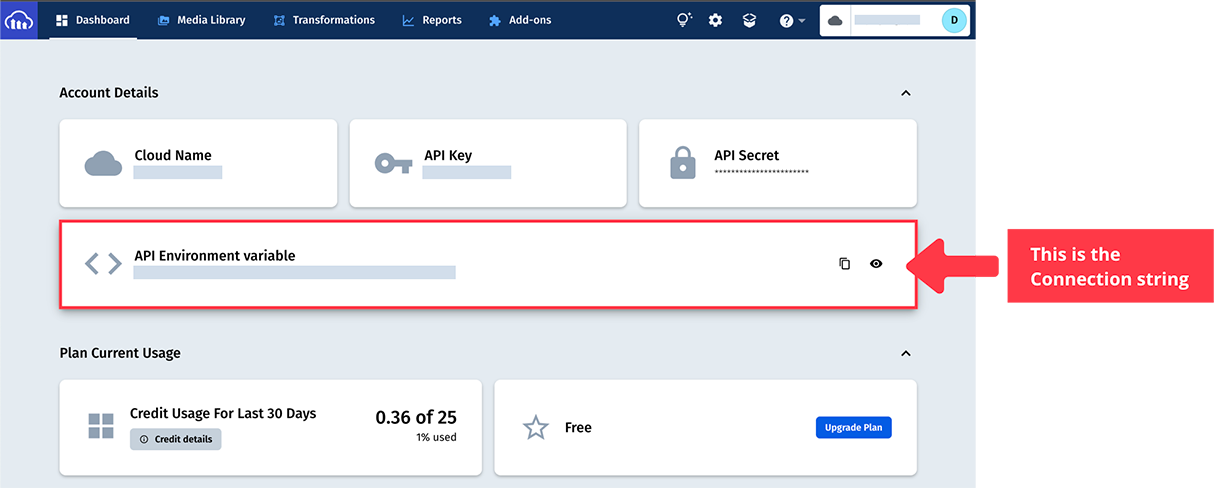 Dashboard Media Library Transformations Reports Add-ons D
Account Details
Cloud Name API Key API Secret
***********************
API Environment variable
This is the
Connection string
Plan Current Usage
Credit Usage For Last 30 Days 0.36 of 25
Credit details 1% used
Free Upgrade Plan